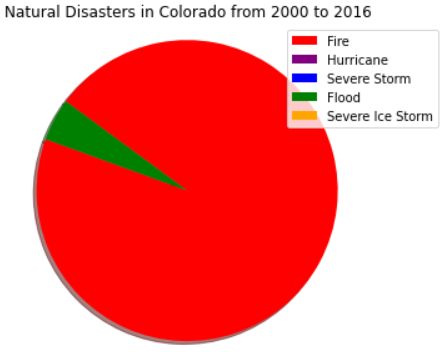 Natural Disasters in Colorado from 2000 to 2016
Fire
Hurricane
Severe Storm
Flood
Severe Ice Storm